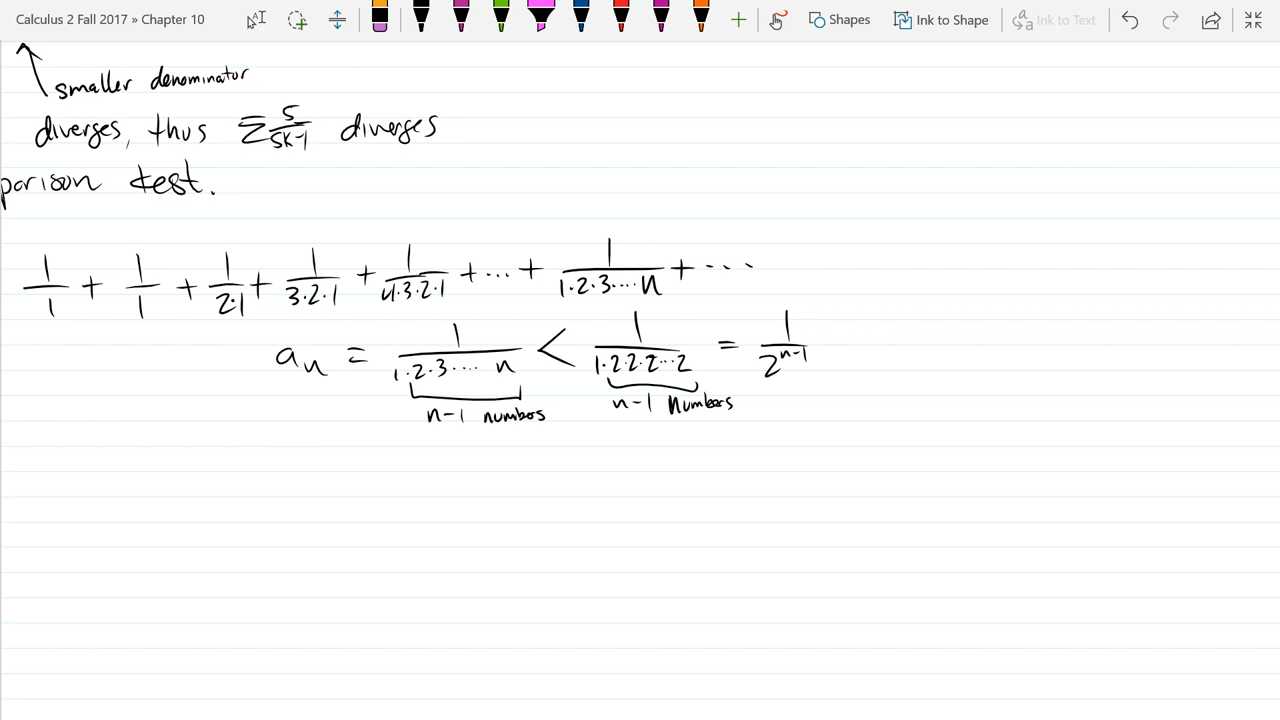 Calculus 2 Fall 2017 » Chapter 10 Shapes Ink to Shape Ink to Text
smaller denominator
diverges, thus Σ 5/(5k-1) diverges
parison test.
1/1 + 1/1 + 1/(2·1) + 1/(3·2·1) + 1/(4·3·2·1) + ... + 1/(1·2·3····n) + ...
aₙ = 1/(1·2·3···· n) < 1/(1·2·2·2···2) = 1/2ⁿ⁻¹
n-1 numbers n-1 numbers